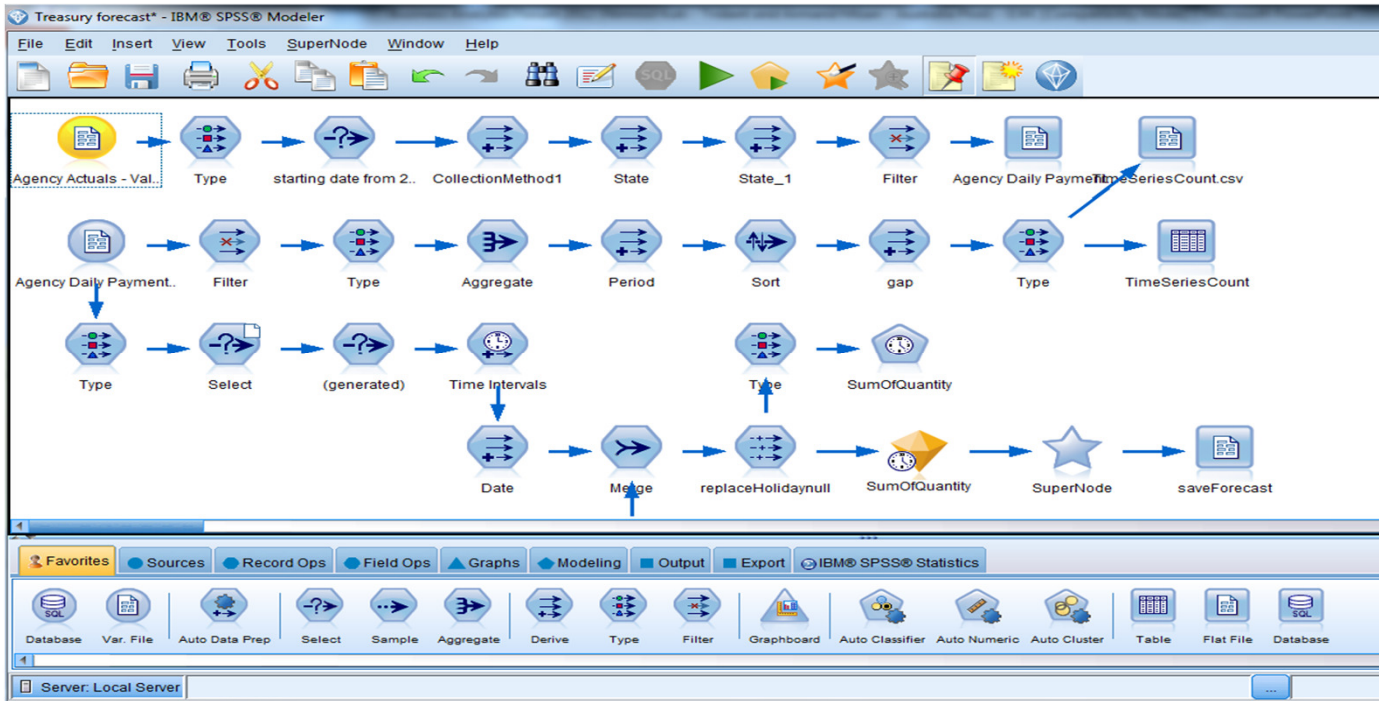 Treasury forecast* - IBM® SPSS® Modeler
File Edit Insert View Tools SuperNode Window Help
SQL
Agency Actuals - Val.. Type starting date from 2.. CollectionMethod1 State State_1 Filter Agency Daily Payment TimeSeriesCount.csv
Agency Daily Payment.. Filter Type Aggregate Period Sort gap Type TimeSeriesCount
Type Select (generated) Time Intervals Type SumOfQuantity
Date Merge replaceHolidaynull SumOfQuantity SuperNode saveForecast
Favorites Sources Record Ops Field Ops Graphs Modeling Output Export IBM® SPSS® Statistics
SQL SQL
Database Var. File Auto Data Prep Select Sample Aggregate Derive Type Filter Graphboard Auto Classifier Auto Numeric Auto Cluster Table Flat File Database
Server: Local Server ...